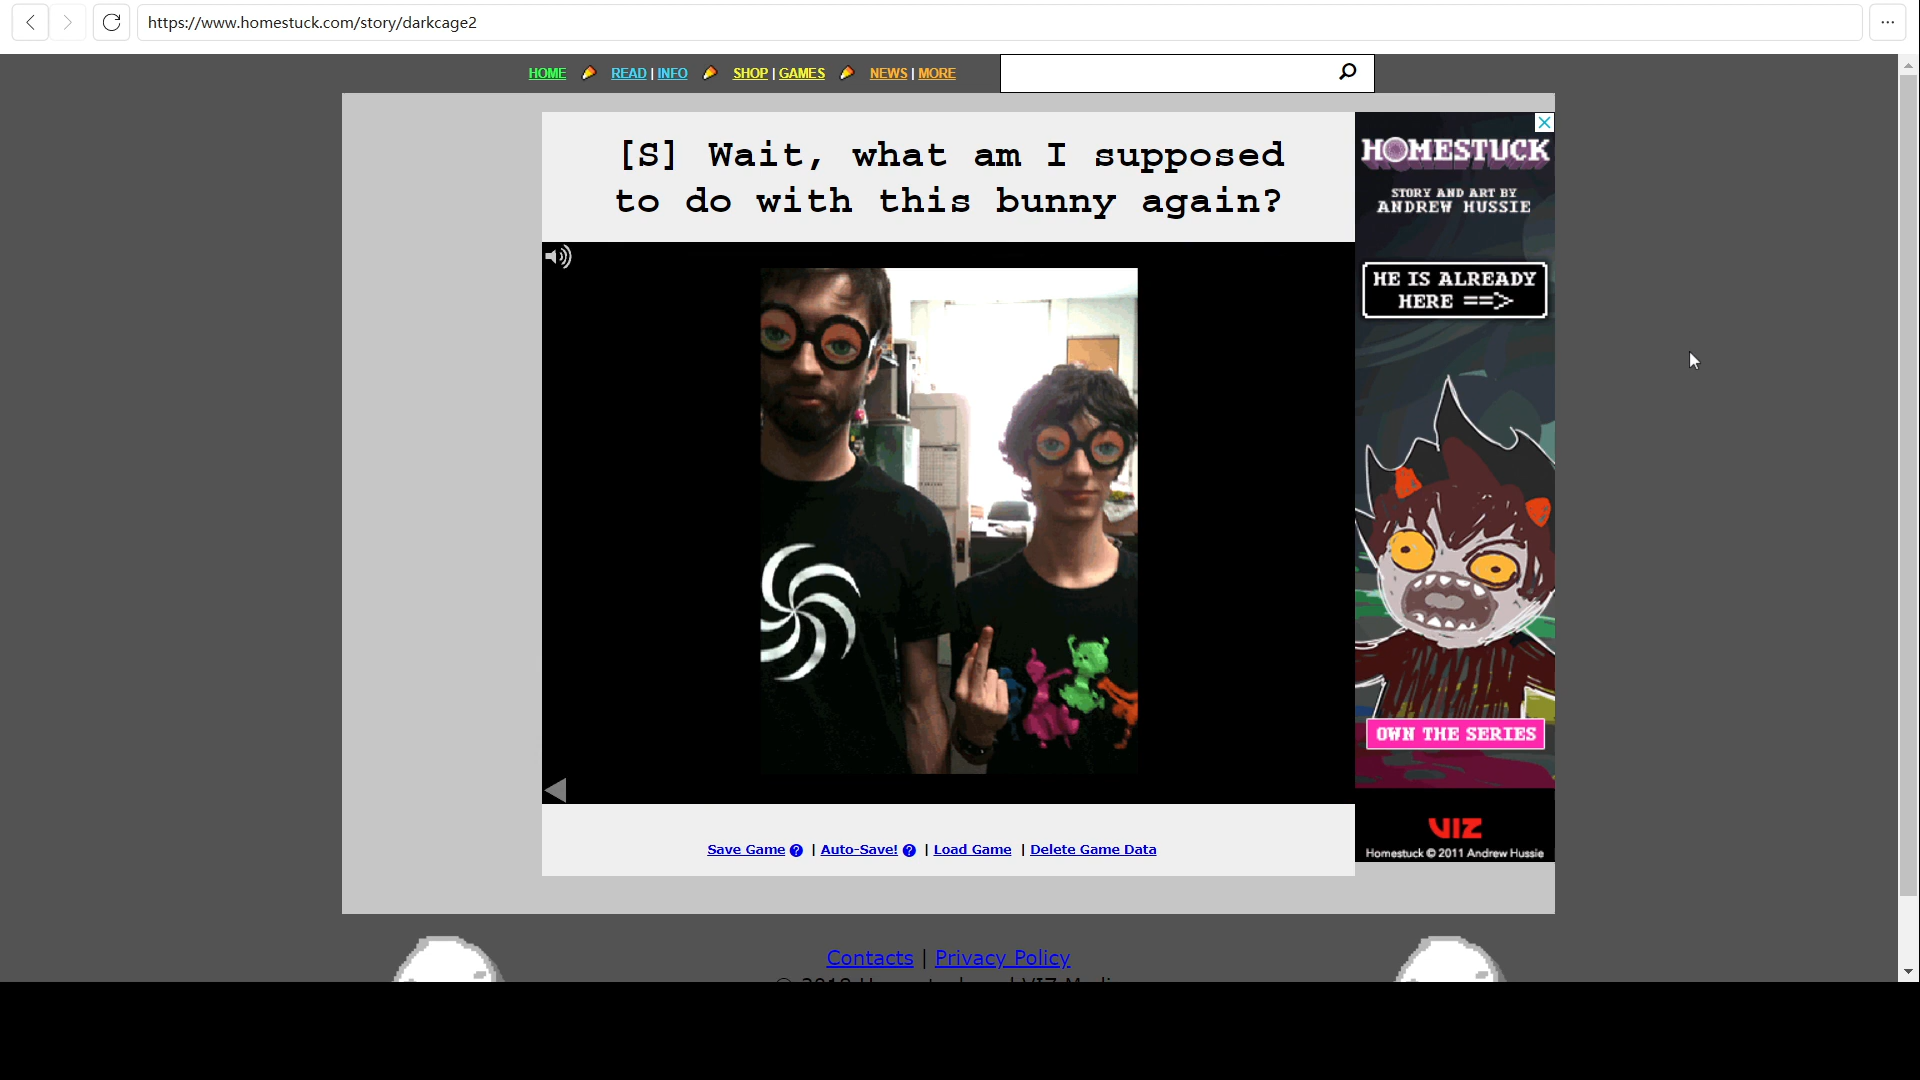 https://www.homestuck.com/story/darkcage2
HOME READ | INFO SHOP | GAMES NEWS | MORE
[S] Wait, what am I supposed
to do with this bunny again?
HOMESTUCK
STORY AND ART BY
ANDREW HUSSIE
HE IS ALREADY
HERE ==>
OWN THE SERIES
VIZ
Homestuck © 2011 Andrew Hussie
Save Game ? | Auto-Save! ? | Load Game | Delete Game Data
Contacts | Privacy Policy